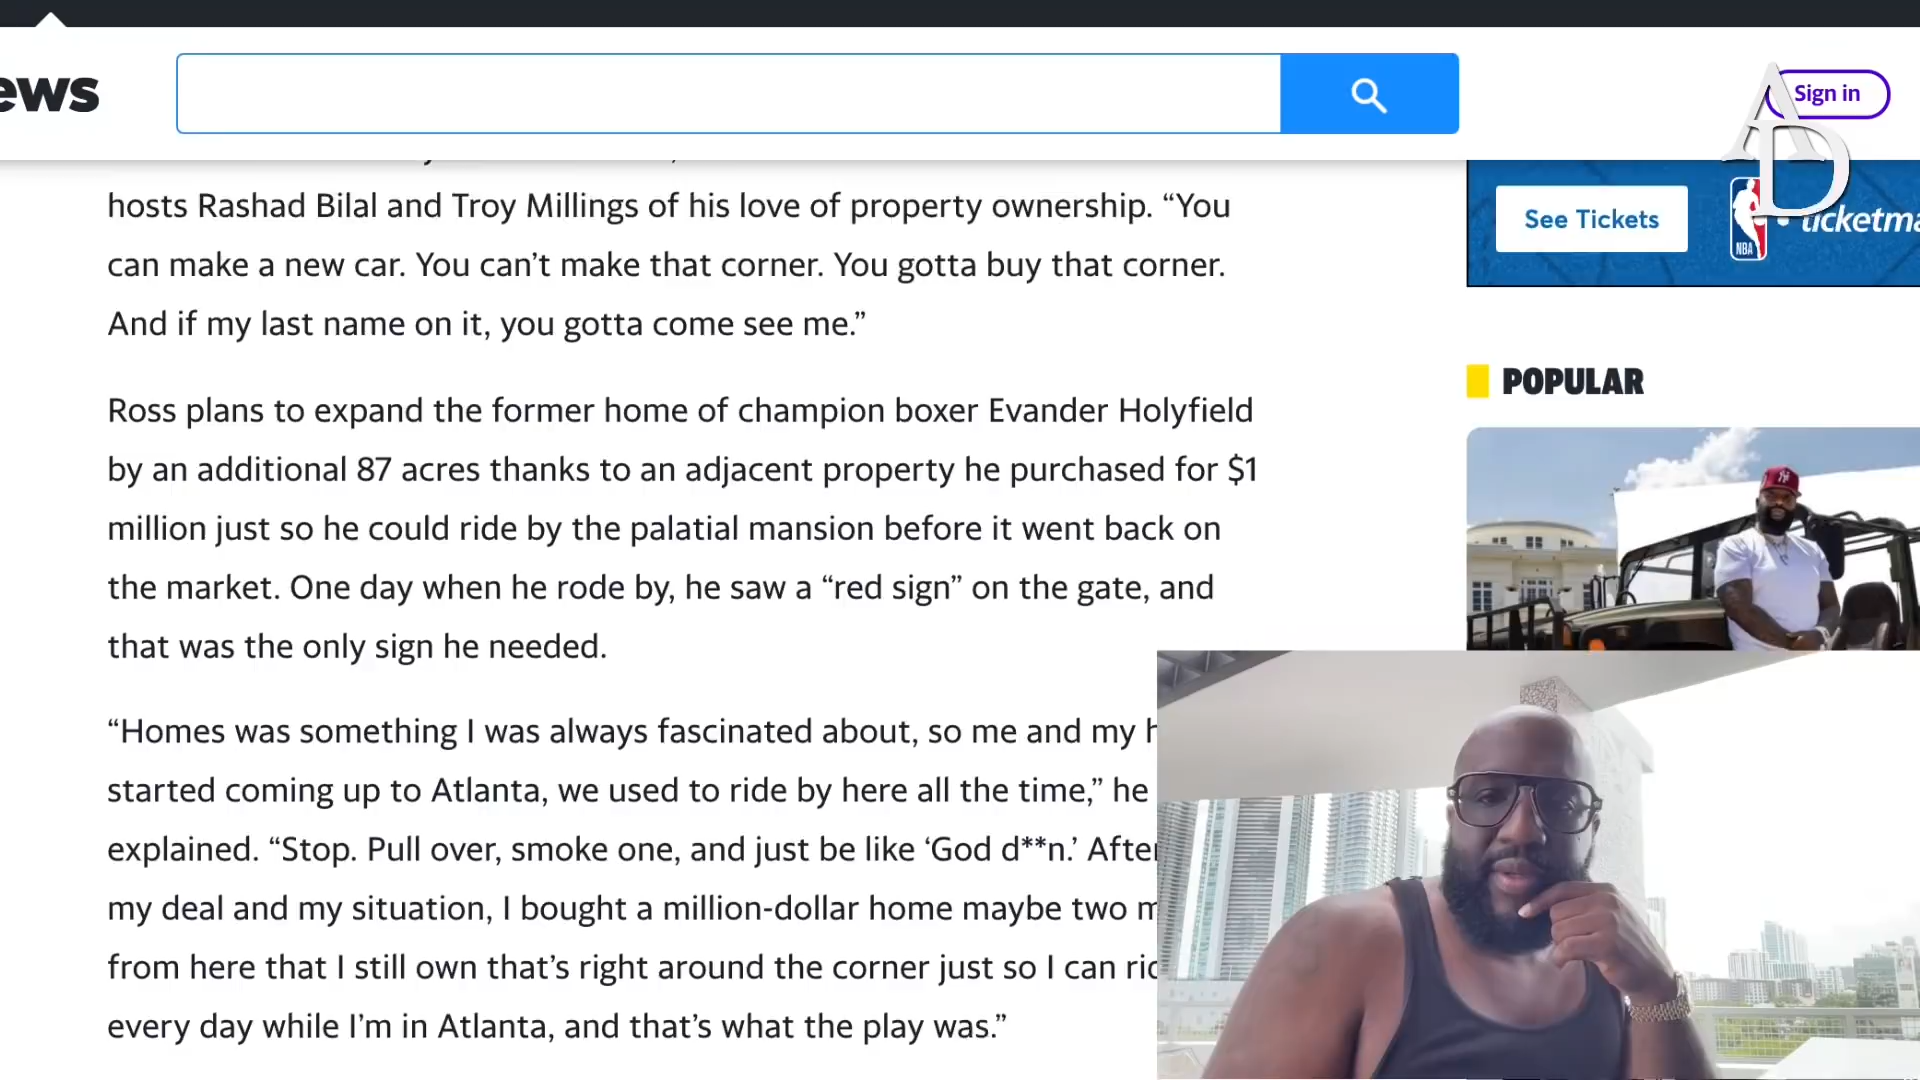 ews
Sign in
AD
hosts Rashad Bilal and Troy Millings of his love of property ownership. “You
can make a new car. You can’t make that corner. You gotta buy that corner.
And if my last name on it, you gotta come see me.”
See Tickets
NBA
ticketma
POPULAR
Ross plans to expand the former home of champion boxer Evander Holyfield
by an additional 87 acres thanks to an adjacent property he purchased for $1
million just so he could ride by the palatial mansion before it went back on
the market. One day when he rode by, he saw a “red sign” on the gate, and
that was the only sign he needed.
“Homes was something I was always fascinated about, so me and my
started coming up to Atlanta, we used to ride by here all the time,” he
explained. “Stop. Pull over, smoke one, and just be like ‘God d**n.’ After
my deal and my situation, I bought a million-dollar home maybe two
from here that I still own that’s right around the corner just so I can
every day while I’m in Atlanta, and that’s what the play was.”